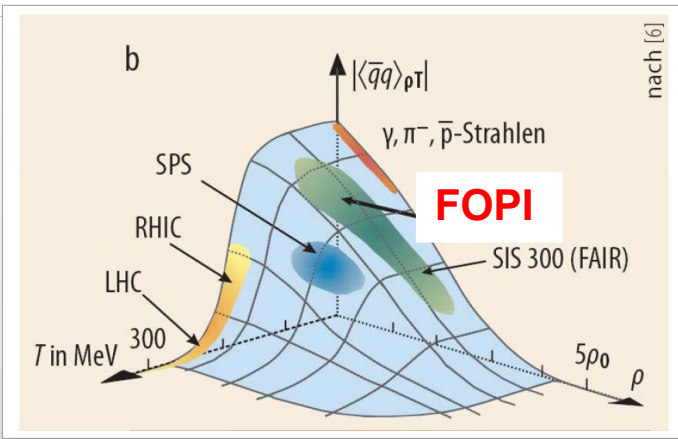 b
|⟨q̅q⟩ρT|
nach [6]
γ, π⁻, p̅-Strahlen
SPS
FOPI
RHIC
SIS 300 (FAIR)
LHC
300
T in MeV
5ρ₀
ρ